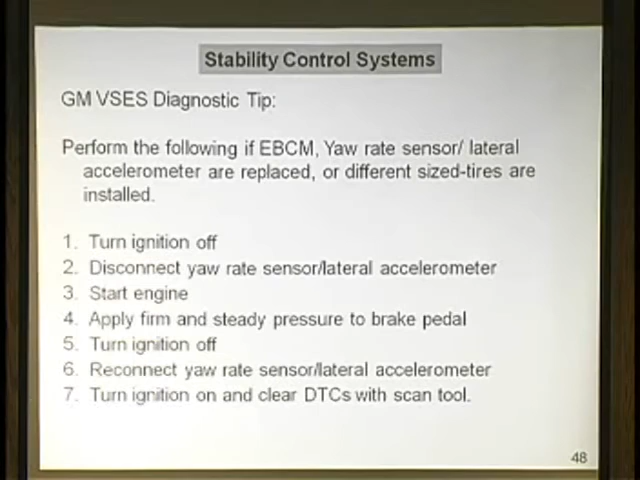 Stability Control Systems
GM VSES Diagnostic Tip:
Perform the following if EBCM, Yaw rate sensor/ lateral
accelerometer are replaced, or different sized-tires are
installed.
1. Turn ignition off
2. Disconnect yaw rate sensor/lateral accelerometer
3. Start engine
4. Apply firm and steady pressure to brake pedal
5. Turn ignition off
6. Reconnect yaw rate sensor/lateral accelerometer
7. Turn ignition on and clear DTCs with scan tool.
48